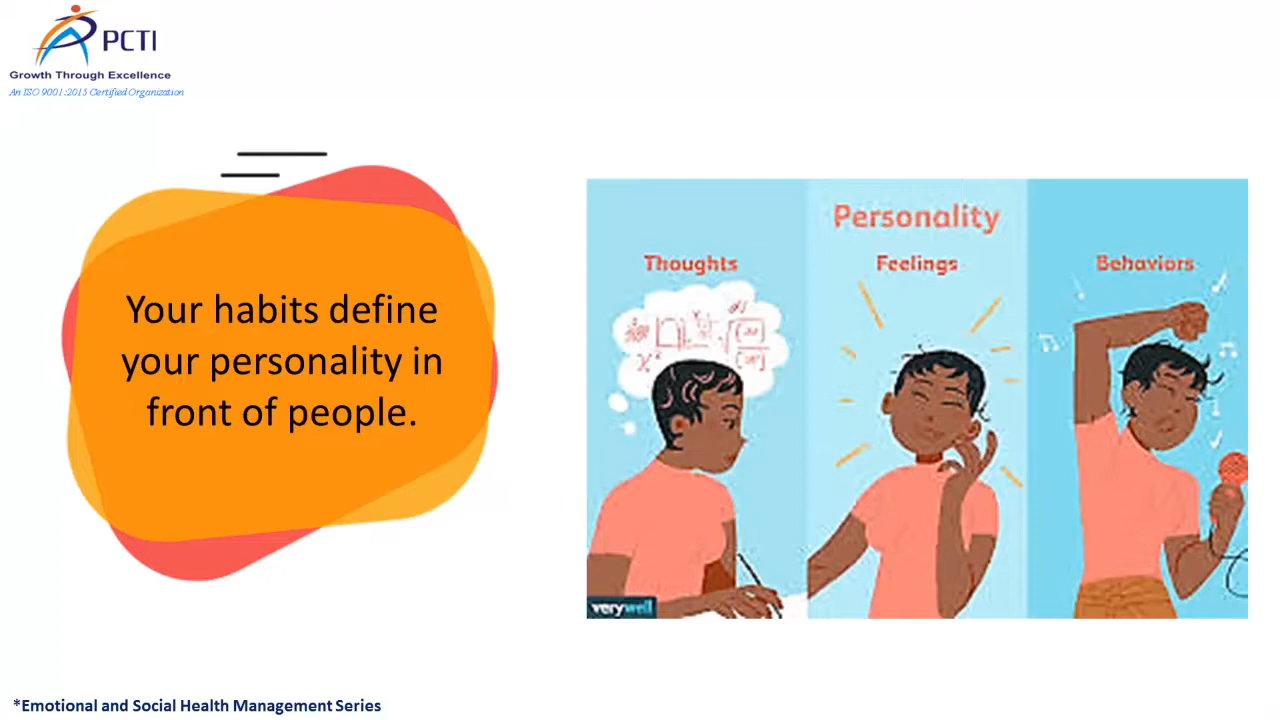 PCTI
Growth Through Excellence
An ISO 9001:2015 Certified Organization
Your habits define
your personality in
front of people.
Personality
Thoughts
Feelings
Behaviors
verywell
*Emotional and Social Health Management Series